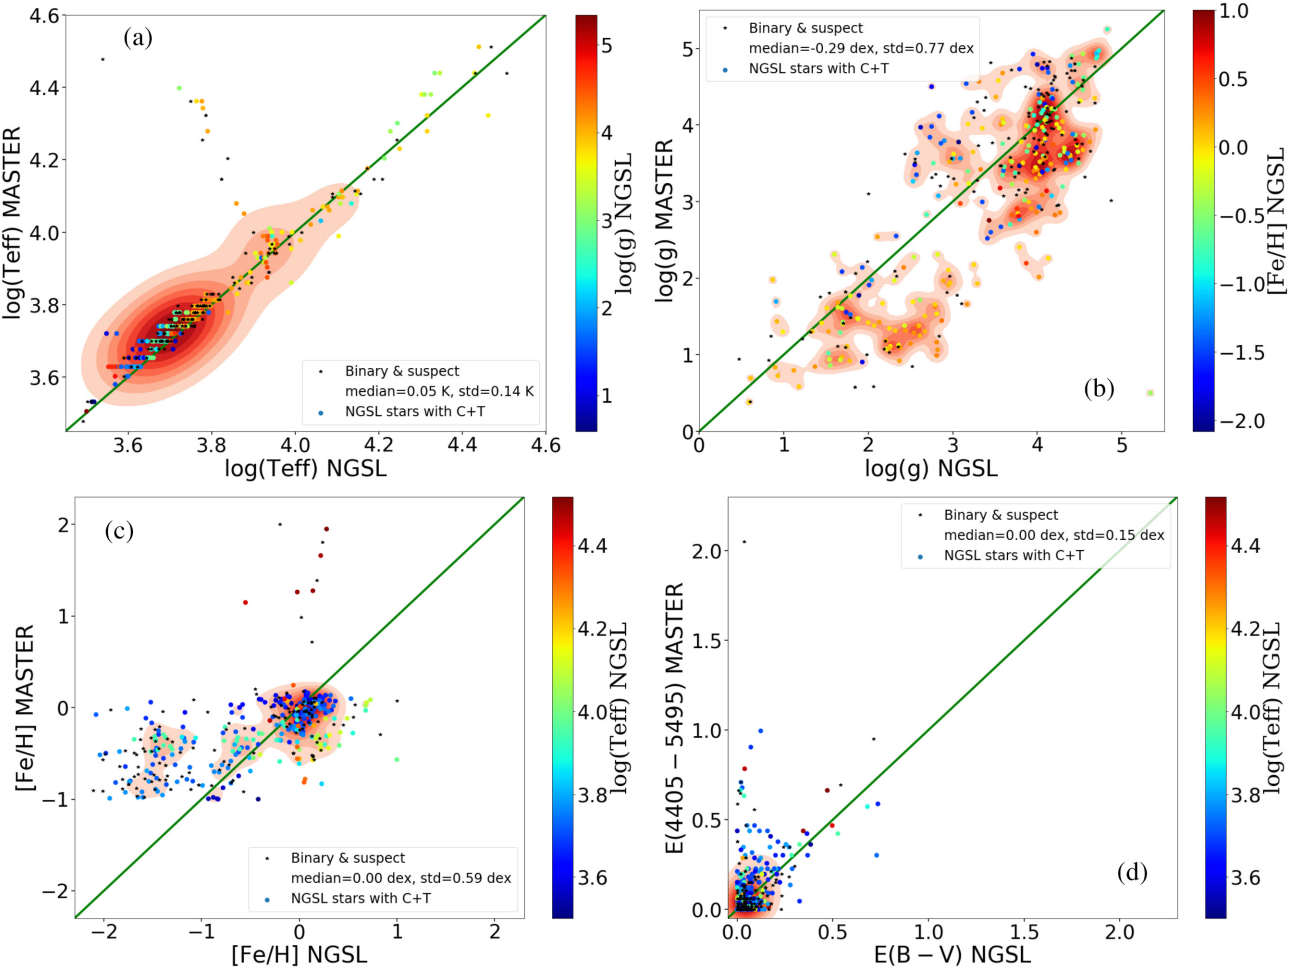 (a)
4.6
4.4
4.2
4.0
3.8
3.6
log(Teff) MASTER
3.6 3.8 4.0 4.2 4.4 4.6
log(Teff) NGSL
Binary & suspect
median=0.05 K, std=0.14 K
NGSL stars with C+T
5
4
3
2
1
log(g) NGSL
(b)
5
4
3
2
1
0
log(g) MASTER
0 1 2 3 4 5
log(g) NGSL
Binary & suspect
median=-0.29 dex, std=0.77 dex
NGSL stars with C+T
1.0
0.5
0.0
−0.5
−1.0
−1.5
−2.0
[Fe/H] NGSL
(c)
2
1
0
−1
−2
[Fe/H] MASTER
−2 −1 0 1 2
[Fe/H] NGSL
Binary & suspect
median=0.00 dex, std=0.59 dex
NGSL stars with C+T
4.4
4.2
4.0
3.8
3.6
log(Teff) NGSL
(d)
2.0
1.5
1.0
0.5
0.0
E(4405 − 5495) MASTER
0.0 0.5 1.0 1.5 2.0
E(B − V) NGSL
Binary & suspect
median=0.00 dex, std=0.15 dex
NGSL stars with C+T
4.4
4.2
4.0
3.8
3.6
log(Teff) NGSL